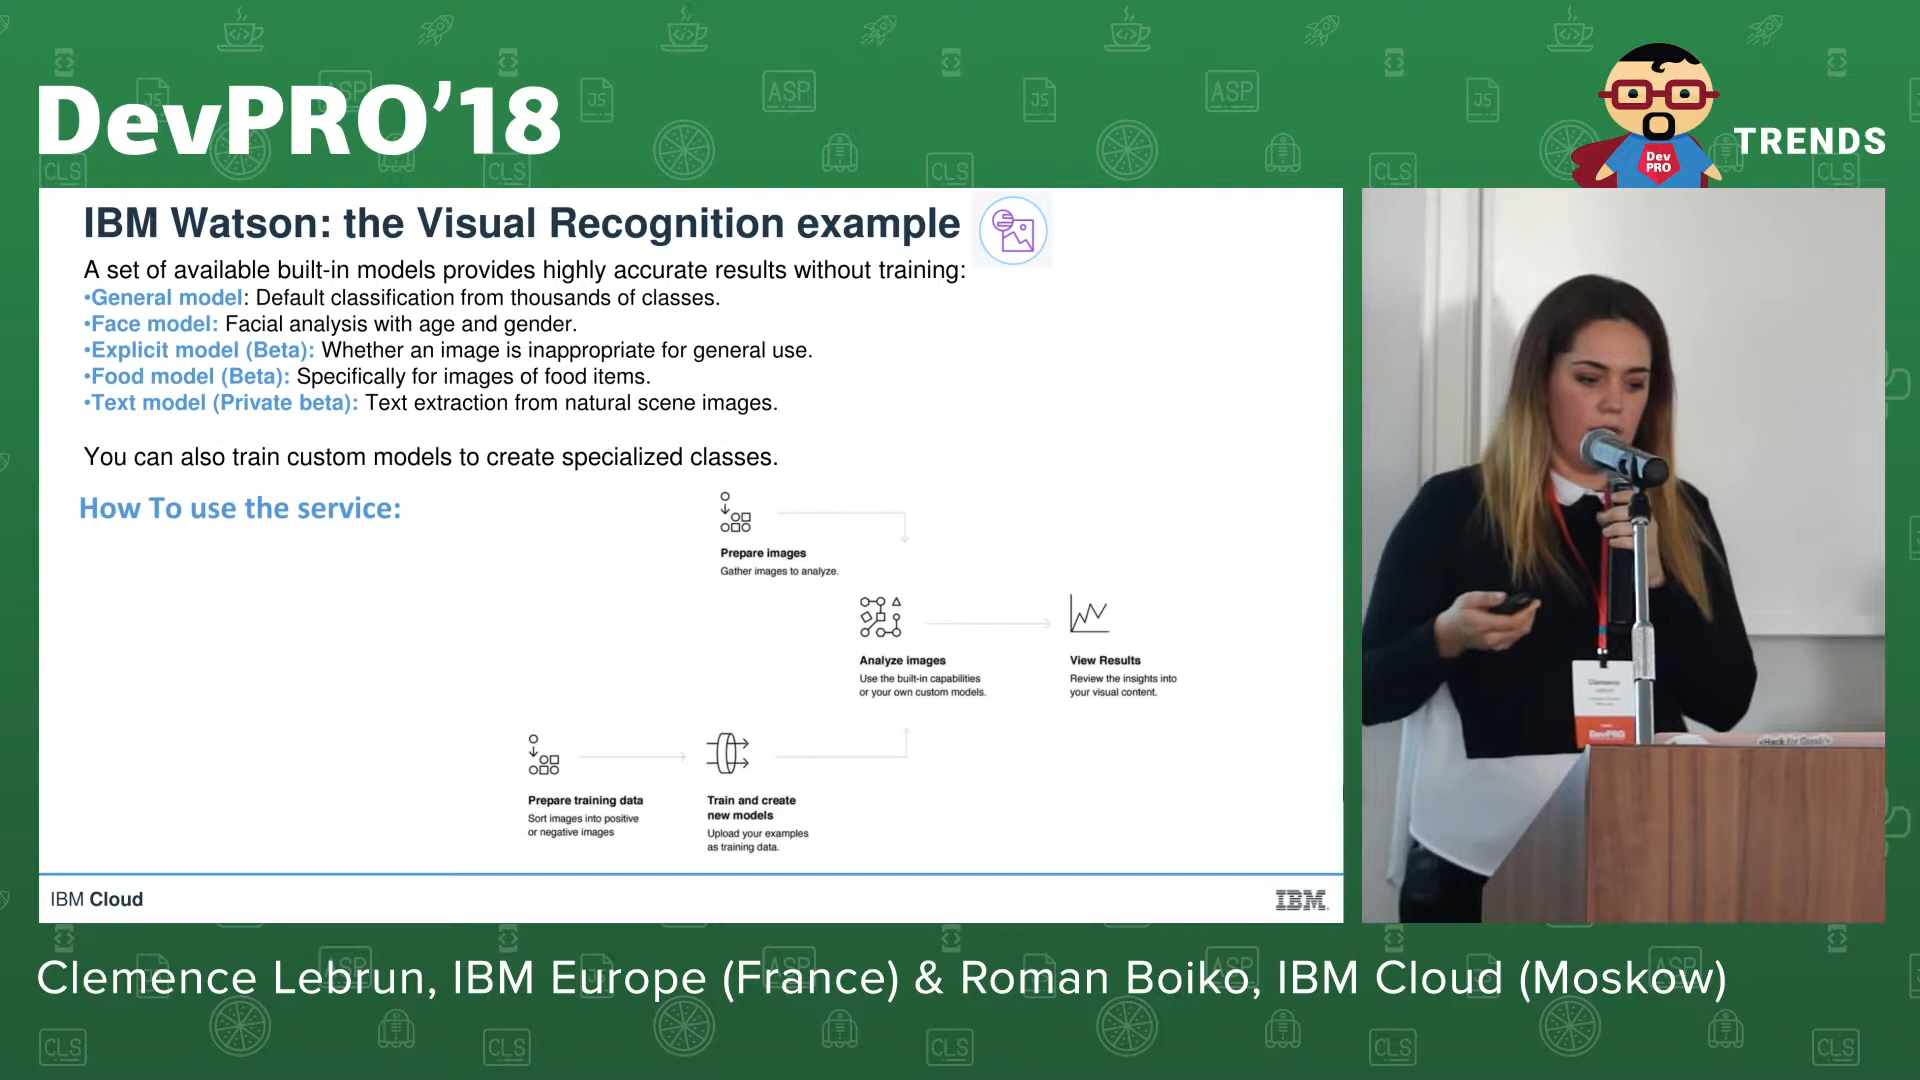 DevPRO’18
Dev
PRO
TRENDS
IBM Watson: the Visual Recognition example
A set of available built-in models provides highly accurate results without training:
•General model: Default classification from thousands of classes.
•Face model: Facial analysis with age and gender.
•Explicit model (Beta): Whether an image is inappropriate for general use.
•Food model (Beta): Specifically for images of food items.
•Text model (Private beta): Text extraction from natural scene images.
You can also train custom models to create specialized classes.
How To use the service:
Prepare images
Gather images to analyze.
Analyze images
Use the built-in capabilities
or your own custom models.
View Results
Review the insights into
your visual content.
Prepare training data
Sort images into positive
or negative images
Train and create
new models
Upload your examples
as training data.
IBM Cloud
IBM
Clemence
DevPRO
Clemence Lebrun, IBM Europe (France) & Roman Boiko, IBM Cloud (Moskow)
ASP
JS
CLS